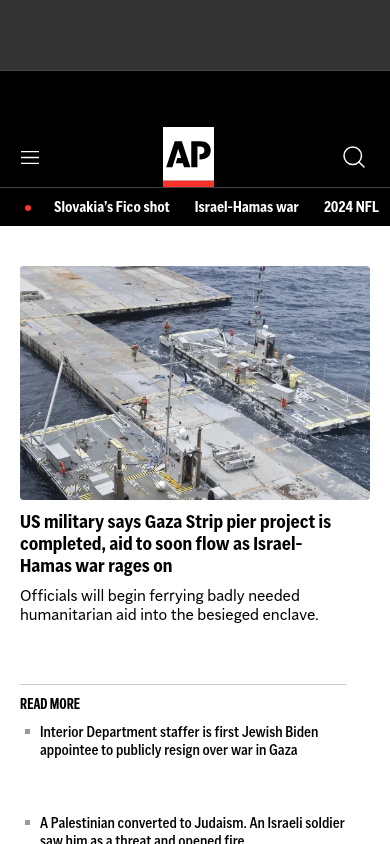 AP
Slovakia's Fico shot Israel-Hamas war 2024 NFL
US military says Gaza Strip pier project is
completed, aid to soon flow as Israel-
Hamas war rages on
Officials will begin ferrying badly needed
humanitarian aid into the besieged enclave.
READ MORE
Interior Department staffer is first Jewish Biden
appointee to publicly resign over war in Gaza
A Palestinian converted to Judaism. An Israeli soldier
saw him as a threat and opened fire